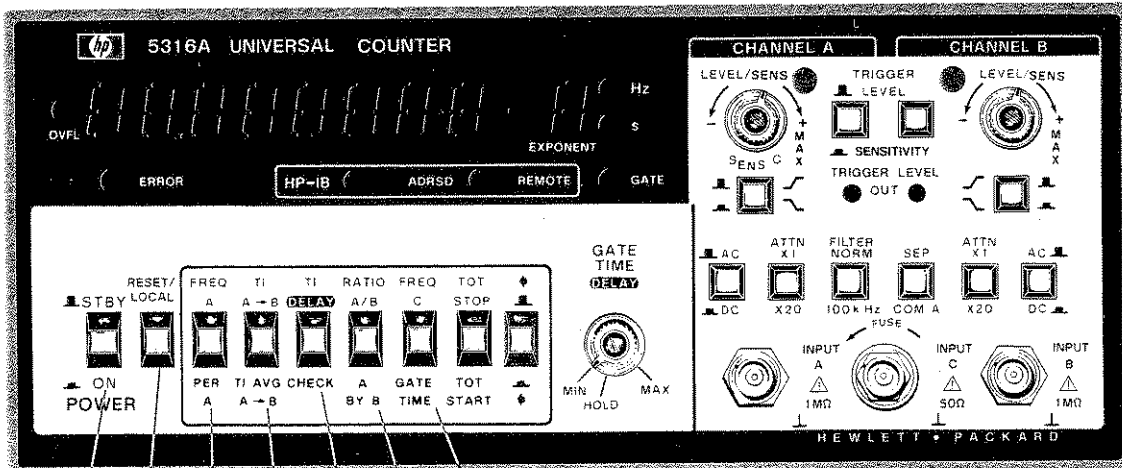 hp 5316A UNIVERSAL COUNTER
Hz
OVFL
s
EXPONENT
ERROR
HP-IB ADRSD REMOTE
GATE
CHANNEL A
CHANNEL B
LEVEL/SENS
TRIGGER LEVEL
LEVEL/SENS
- + MAX
- + MAX
SENS C
SENSITIVITY
TRIGGER LEVEL
OUT
AC
ATTN X1
FILTER NORM
SEP
ATTN X1
AC
DC
X20
100kHz
COM A
X20
DC
FUSE
INPUT A
1MΩ
INPUT C
50Ω
INPUT B
1MΩ
HEWLETT • PACKARD
STBY
RESET/LOCAL
FREQ A
TI A→B
TI DELAY
RATIO A/B
FREQ C
TOT STOP
ϕ
ON
POWER
PER A
TI AVG A→B
CHECK
A BY B
GATE TIME
TOT START
ϕ
GATE TIME
DELAY
MIN
HOLD
MAX